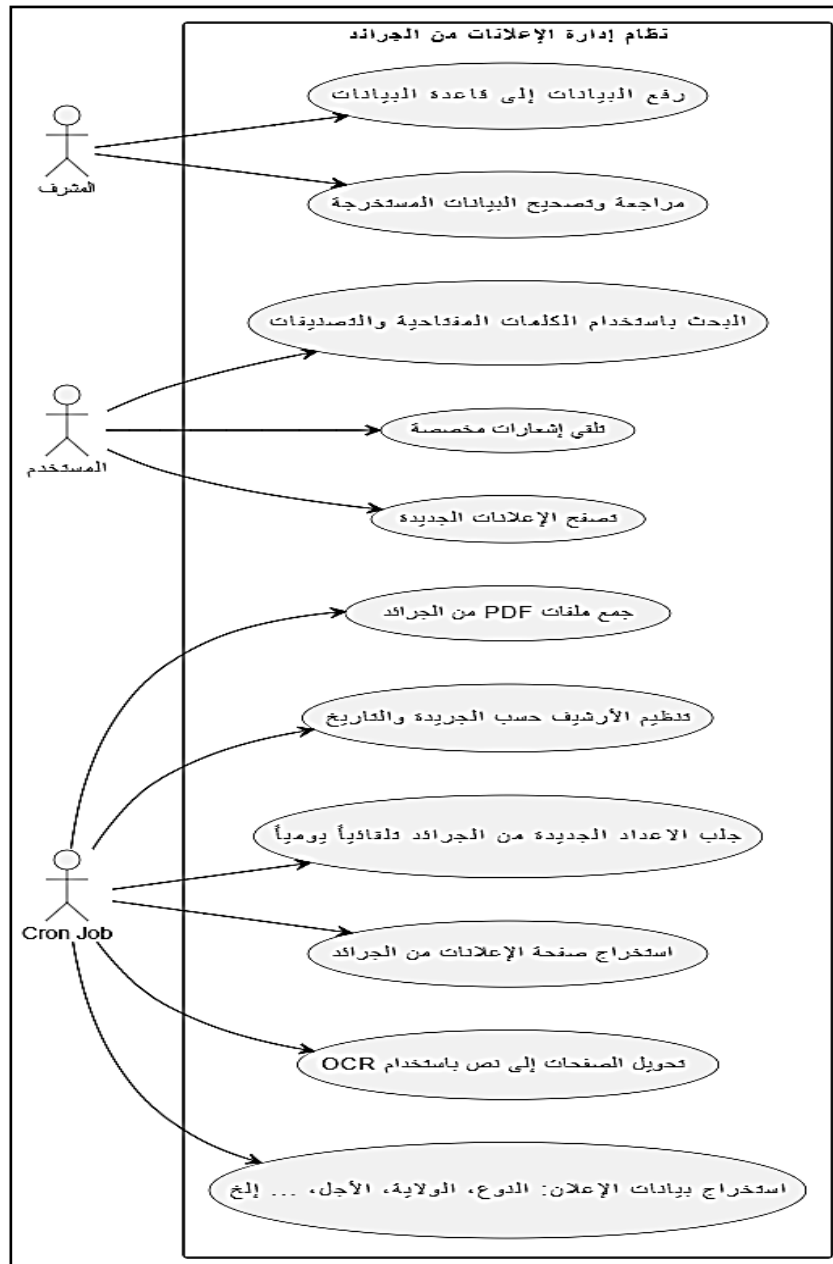 نظام إدارة الإعلانات من الجرائد
رفع البيانات إلى قاعدة البيانات
المشرف
مراجعة وتصحيح البيانات المستخرجة
البحث باستخدام الكلمات المفتاحية والتصنيفات
تلقي إشعارات مخصصة
المستخدم
تصفح الإعلانات الجديدة
جمع ملفات PDF من الجرائد
تنظيم الأرشيف حسب الجريدة والتاريخ
جلب الاعداد الجديدة من الجرائد تلقائياً يومياً
Cron Job
استخراج صفحة الإعلانات من الجرائد
تحويل الصفحات إلى نص باستخدام OCR
استخراج بيانات الإعلان: النوع، الولاية، الأجل، ... إلخ